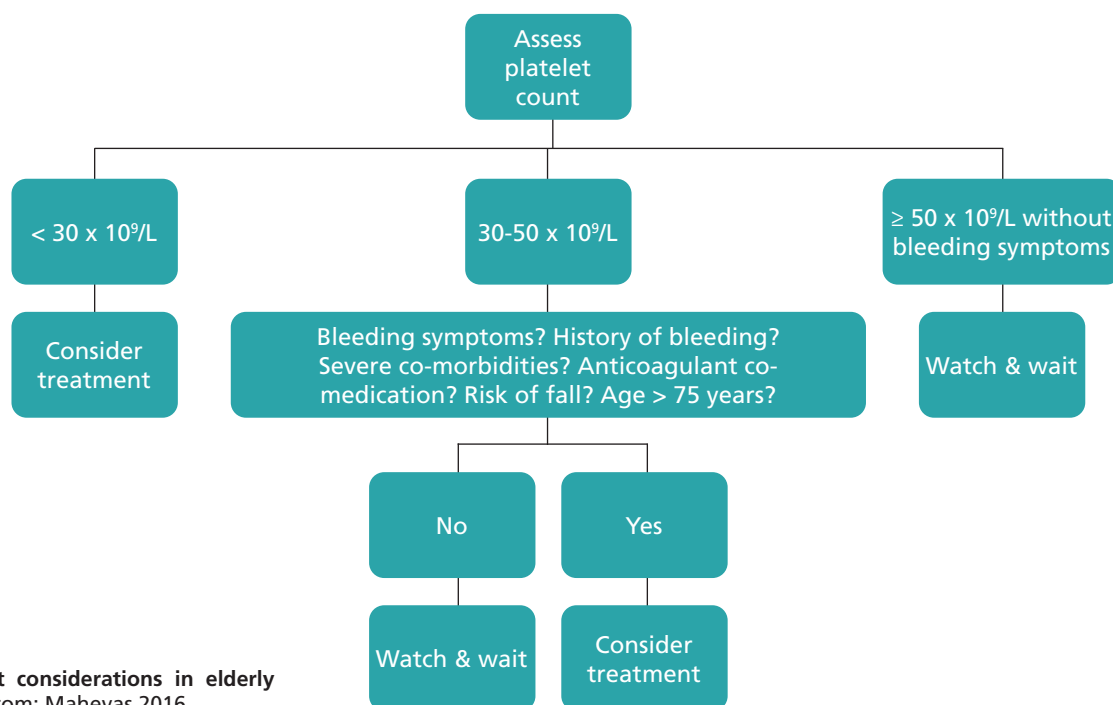 Assess
platelet
count
< 30 x 10⁹/L
30-50 x 10⁹/L
≥ 50 x 10⁹/L without
bleeding symptoms
Consider
treatment
Bleeding symptoms? History of bleeding?
Severe co-morbidities? Anticoagulant co-
medication? Risk of fall? Age > 75 years?
Watch & wait
No
Yes
Watch & wait
Consider
treatment
considerations in elderly
Mahevas 2016